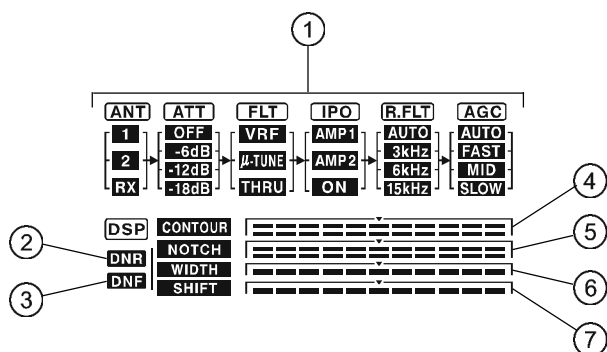 1
ANT ATT FLT IPO R.FLT AGC
1 OFF VRF AMP1 AUTO AUTO
-6dB 3kHz FAST
2 μ-TUNE AMP2
-12dB 6kHz MID
RX -18dB THRU ON 15kHz SLOW
4
DSP CONTOUR
5
2 DNR NOTCH
WIDTH
6
3 DNF SHIFT
7